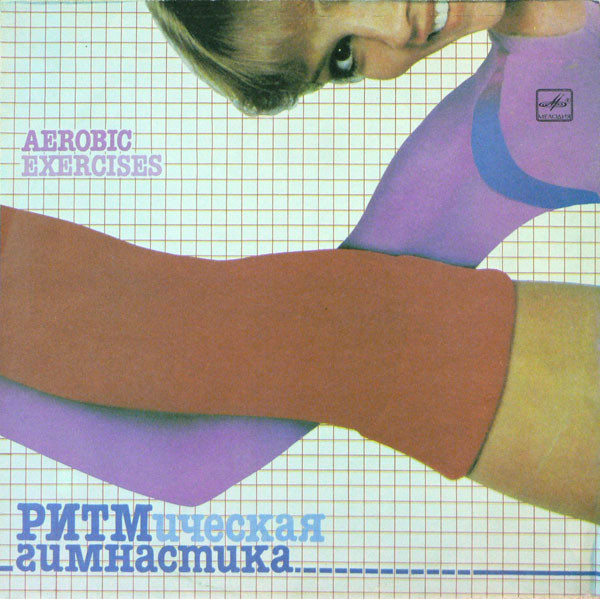 МЕЛОДИЯ
AEROBIC
EXERCISES
РИТМическая
гимнастика